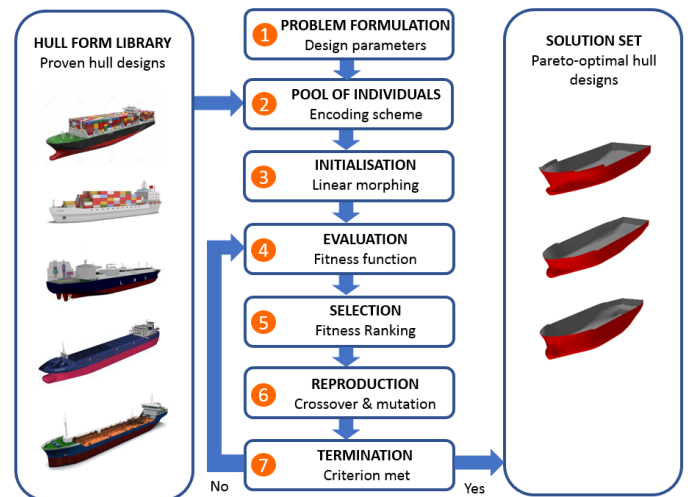 HULL FORM LIBRARY
Proven hull designs
1
PROBLEM FORMULATION
Design parameters
2
POOL OF INDIVIDUALS
Encoding scheme
3
INITIALISATION
Linear morphing
4
EVALUATION
Fitness function
5
SELECTION
Fitness Ranking
6
REPRODUCTION
Crossover & mutation
7
TERMINATION
Criterion met
No
Yes
SOLUTION SET
Pareto-optimal hull
designs